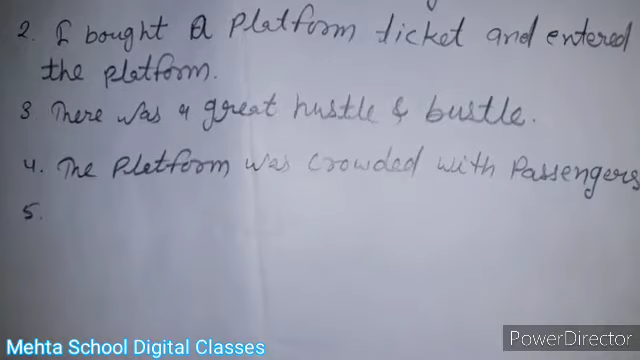 2. I bought a platform ticket and entered
the platform.
3. There was a great hustle & bustle.
4. The Platform was crowded with Passengers
5.
Mehta School Digital Classes
PowerDirector